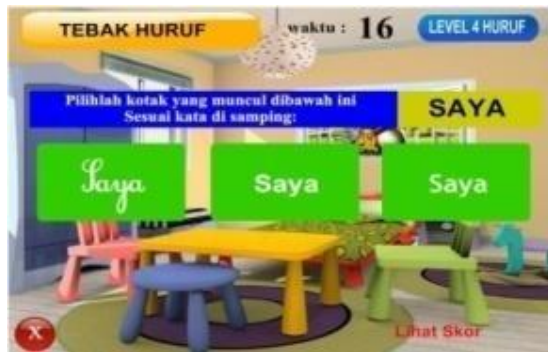 TEBAK HURUF
waktu : 16
LEVEL 4 HURUF
Pilihlah kotak yang muncul dibawah ini
Sesuai kata di samping:
SAYA
Saya
Saya
Saya
X
Lihat Skor